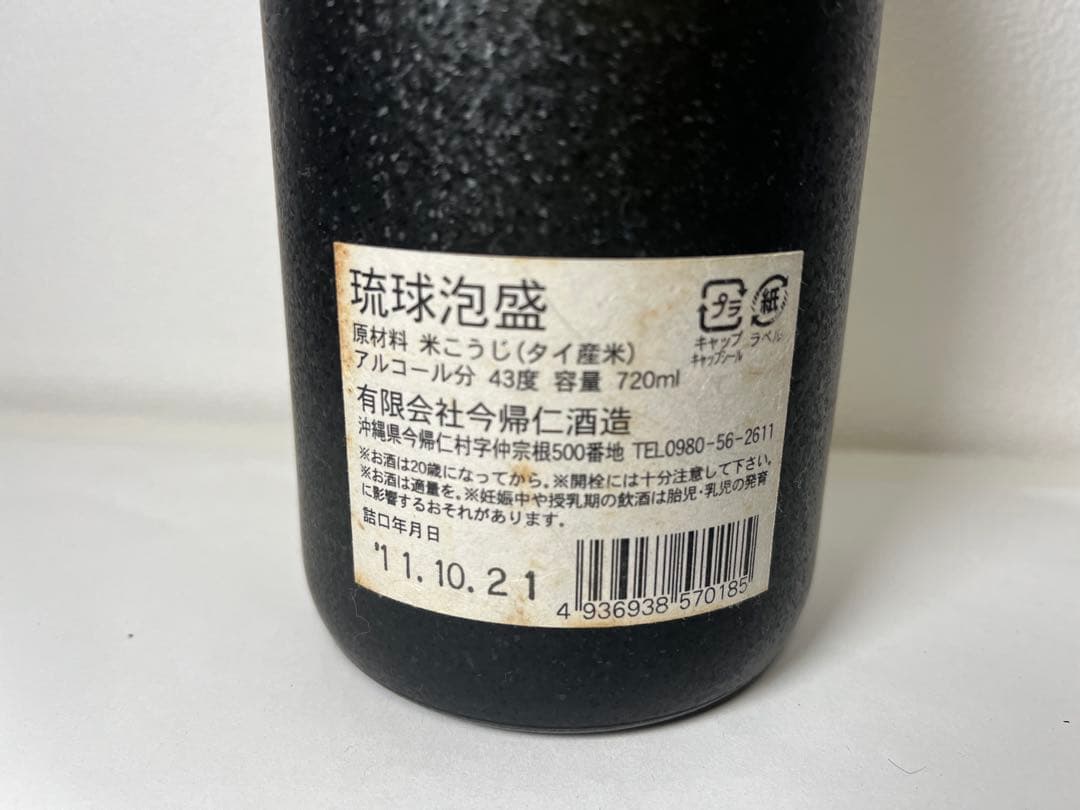 琉球泡盛
プラ
紙
キャップ
キャップシール
ラベル
原材料 米こうじ(タイ産米)
アルコール分 43度 容量 720ml
有限会社今帰仁酒造
沖縄県今帰仁村字仲宗根500番地 TEL0980-56-2611
※お酒は20歳になってから。※開栓には十分注意して下さい。
※お酒は適量を。※妊娠中や授乳期の飲酒は胎児・乳児の発育
に影響するおそれがあります。
詰口年月日
'11.10.21
4 936938 570185